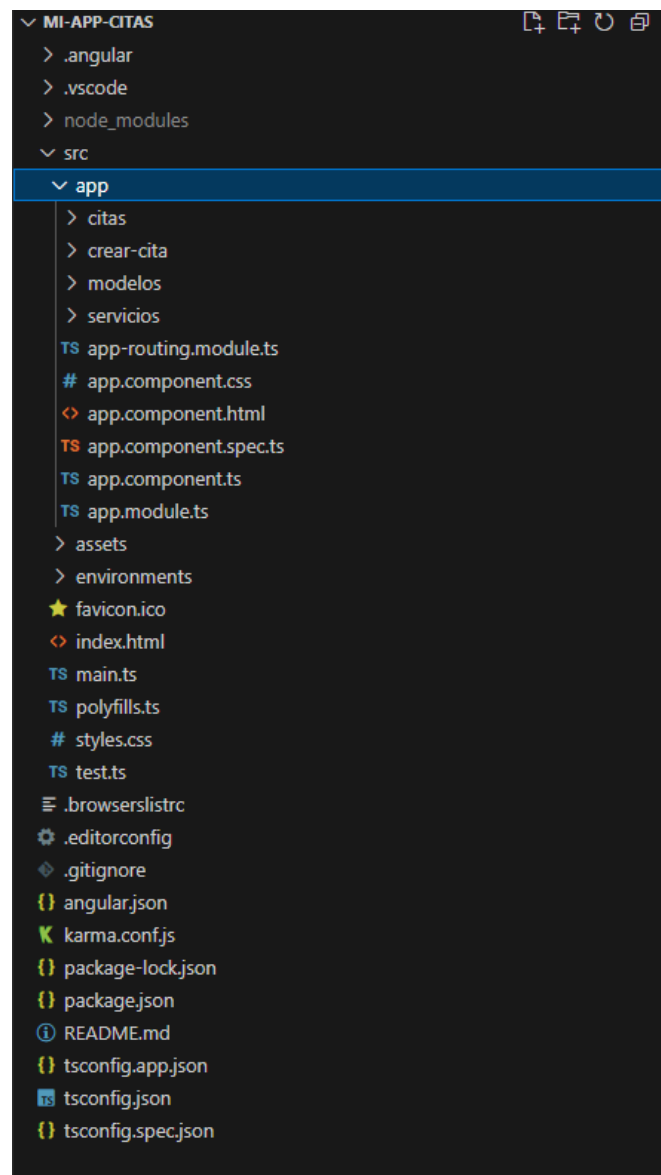 MI-APP-CITAS
.angular
.vscode
node_modules
src
app
citas
crear-cita
modelos
servicios
TS app-routing.module.ts
# app.component.css
<> app.component.html
TS app.component.spec.ts
TS app.component.ts
TS app.module.ts
assets
environments
favicon.ico
<> index.html
TS main.ts
TS polyfills.ts
# styles.css
TS test.ts
.browserslistrc
.editorconfig
.gitignore
{} angular.json
K karma.conf.js
{} package-lock.json
{} package.json
README.md
{} tsconfig.app.json
TS tsconfig.json
{} tsconfig.spec.json